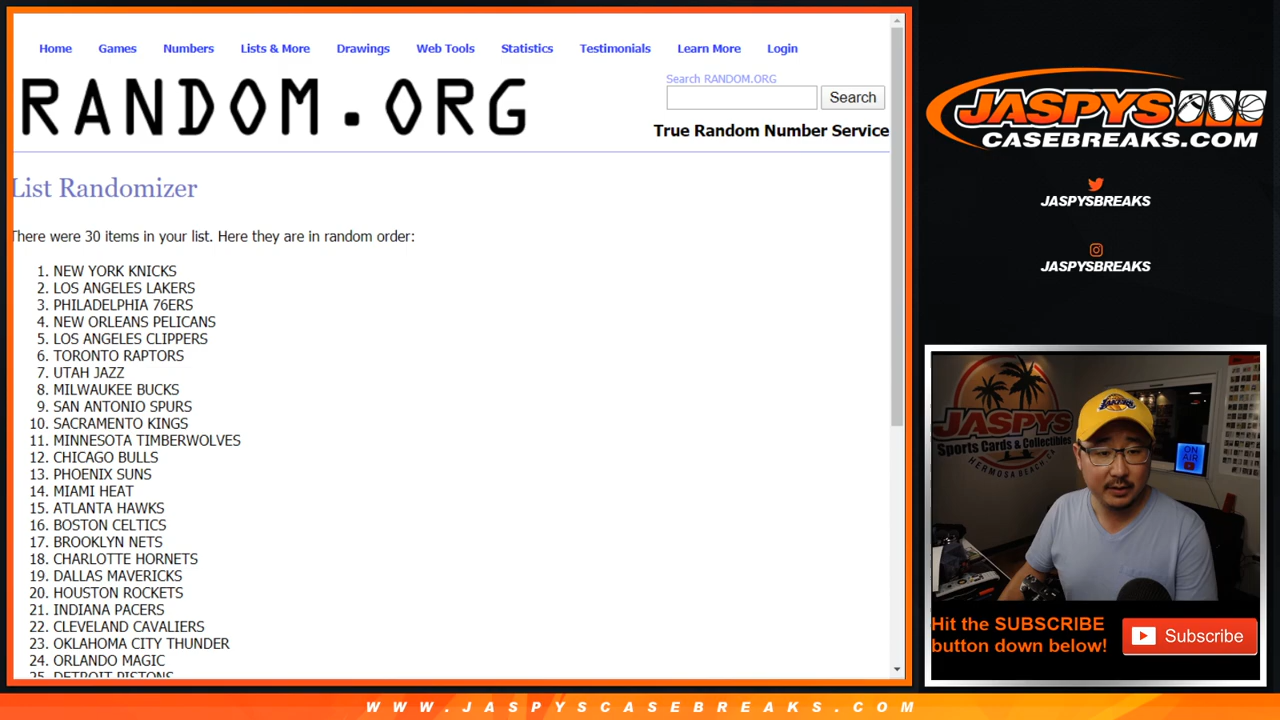 Home Games Numbers Lists & More Drawings Web Tools Statistics Testimonials Learn More Login
RANDOM.ORG
Search RANDOM.ORG
Search
True Random Number Service
List Randomizer
There were 30 items in your list. Here they are in random order:
1. NEW YORK KNICKS
2. LOS ANGELES LAKERS
3. PHILADELPHIA 76ERS
4. NEW ORLEANS PELICANS
5. LOS ANGELES CLIPPERS
6. TORONTO RAPTORS
7. UTAH JAZZ
8. MILWAUKEE BUCKS
9. SAN ANTONIO SPURS
10. SACRAMENTO KINGS
11. MINNESOTA TIMBERWOLVES
12. CHICAGO BULLS
13. PHOENIX SUNS
14. MIAMI HEAT
15. ATLANTA HAWKS
16. BOSTON CELTICS
17. BROOKLYN NETS
18. CHARLOTTE HORNETS
19. DALLAS MAVERICKS
20. HOUSTON ROCKETS
21. INDIANA PACERS
22. CLEVELAND CAVALIERS
23. OKLAHOMA CITY THUNDER
24. ORLANDO MAGIC
25. DETROIT PISTONS
JASPYS
CASEBREAKS.COM
JASPYSBREAKS
JASPYSBREAKS
JASPYS
Sports Cards & Collectibles
HERMOSA BEACH, CA
LAKERS
ON
AIR
Hit the SUBSCRIBE
button down below!
Subscribe
WWW.JASPYSCASEBREAKS.COM